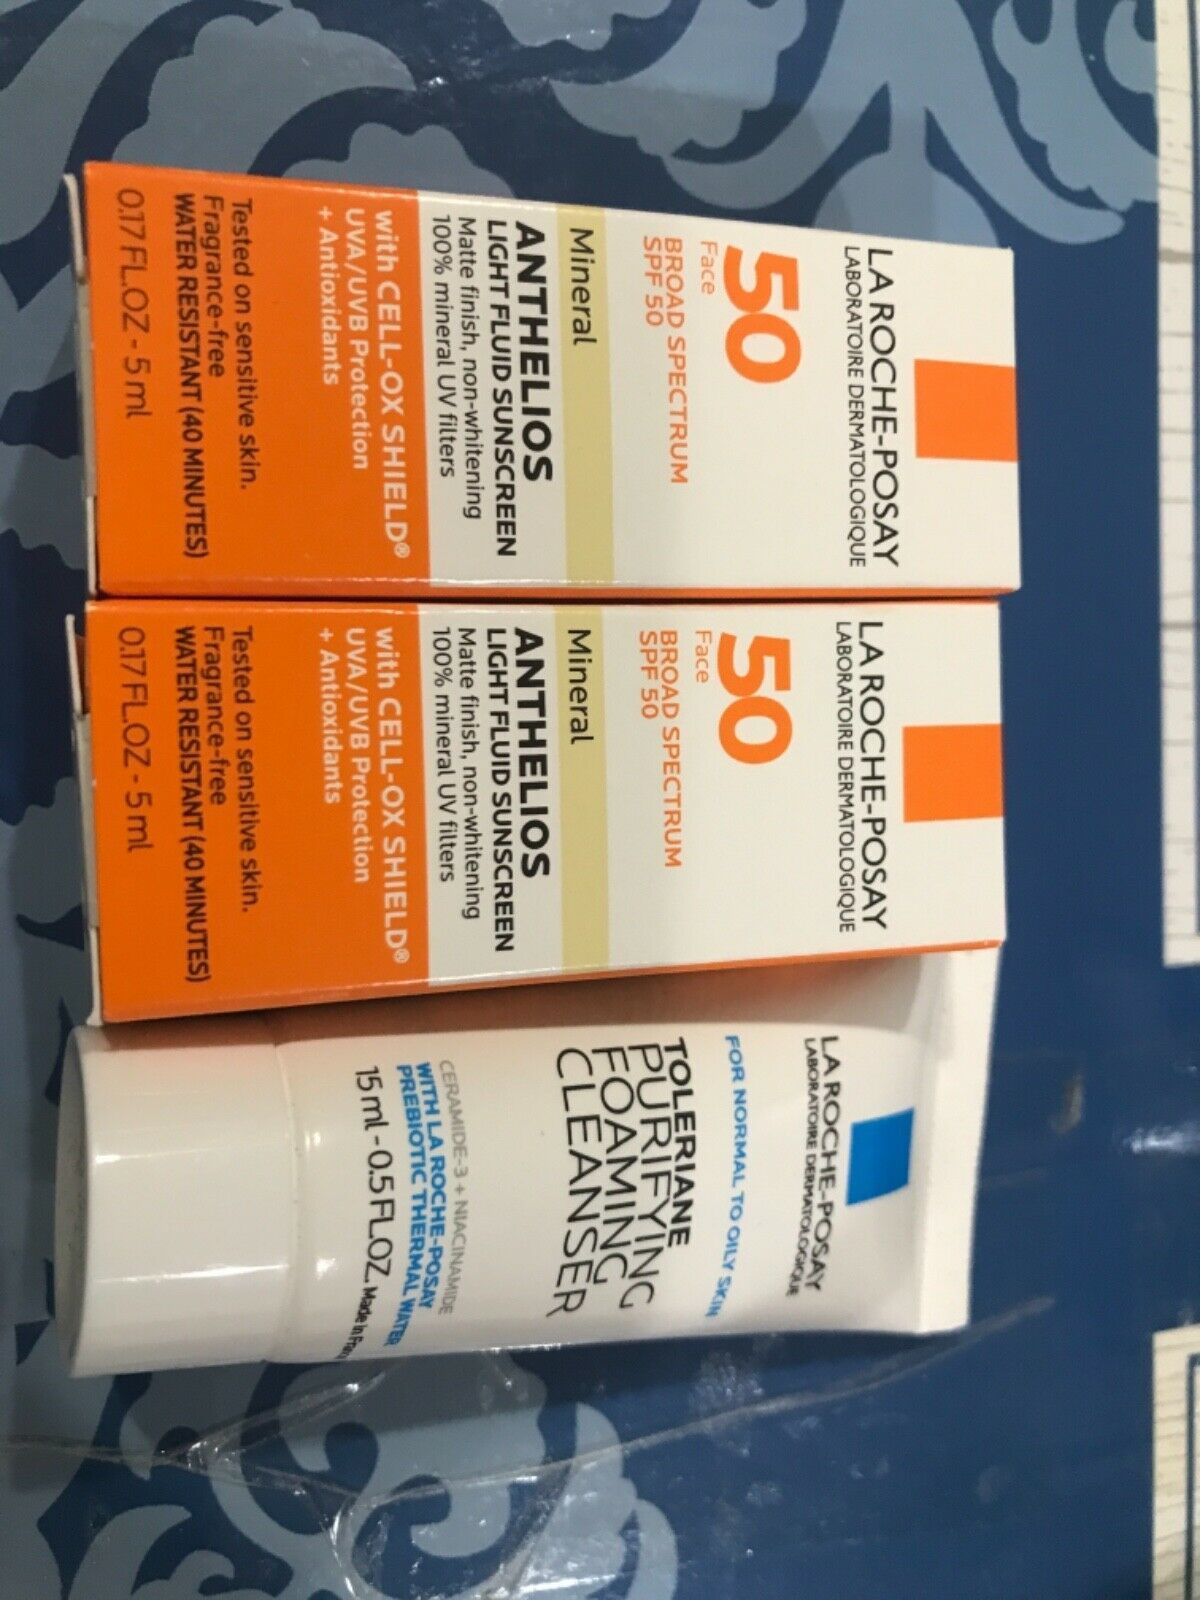 LA ROCHE-POSAY
LABORATOIRE DERMATOLOGIQUE
50
Face
BROAD SPECTRUM
SPF 50
Mineral
ANTHELIOS
LIGHT FLUID SUNSCREEN
Matte finish, non-whitening
100% mineral UV filters
with CELL-OX SHIELD®
UVA/UVB Protection
+ Antioxidants
Tested on sensitive skin.
Fragrance-free
WATER RESISTANT (40 MINUTES)
0.17 FL.OZ - 5 ml
LA ROCHE-POSAY
LABORATOIRE DERMATOLOGIQUE
50
Face
BROAD SPECTRUM
SPF 50
Mineral
ANTHELIOS
LIGHT FLUID SUNSCREEN
Matte finish, non-whitening
100% mineral UV filters
with CELL-OX SHIELD®
UVA/UVB Protection
+ Antioxidants
Tested on sensitive skin.
Fragrance-free
WATER RESISTANT (40 MINUTES)
0.17 FL.OZ - 5 ml
LA ROCHE-POSAY
LABORATOIRE DERMATOLOGIQUE
FOR NORMAL TO OILY SKIN
TOLERIANE
PURIFYING
FOAMING
CLEANSER
CERAMIDE-3 + NIACINAMIDE
WITH LA ROCHE-POSAY
PREBIOTIC THERMAL WATER
15 ml - 0.5 FL.OZ. Made in